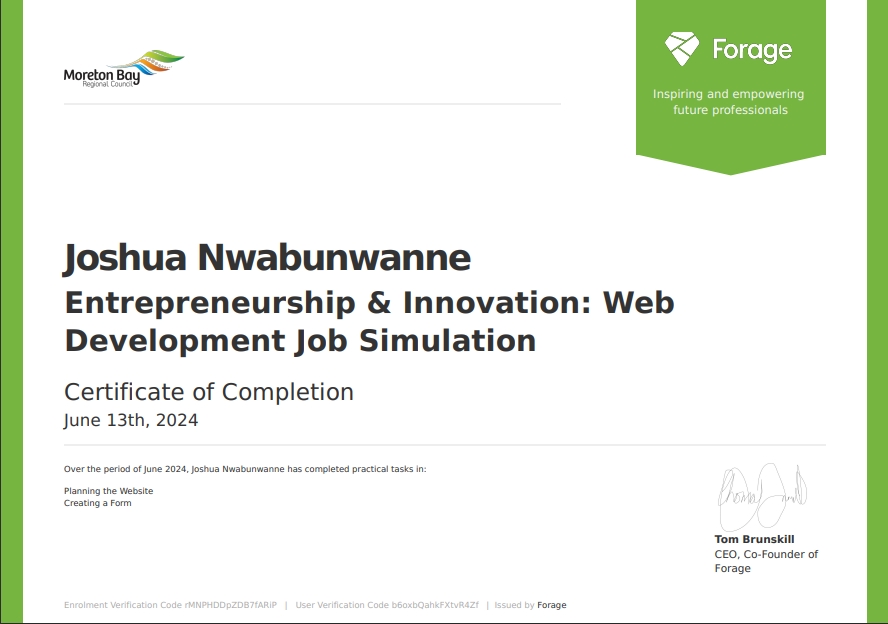 Moreton Bay
Regional Council
Forage
Inspiring and empowering
future professionals
Joshua Nwabunwanne
Entrepreneurship & Innovation: Web
Development Job Simulation
Certificate of Completion
June 13th, 2024
Over the period of June 2024, Joshua Nwabunwanne has completed practical tasks in:
Planning the Website
Creating a Form
Tom Brunskill
CEO, Co-Founder of
Forage
Enrolment Verification Code rMNPHDDpZDB7fARiP | User Verification Code b6oxbQahkFXtvR4Zf | Issued by Forage